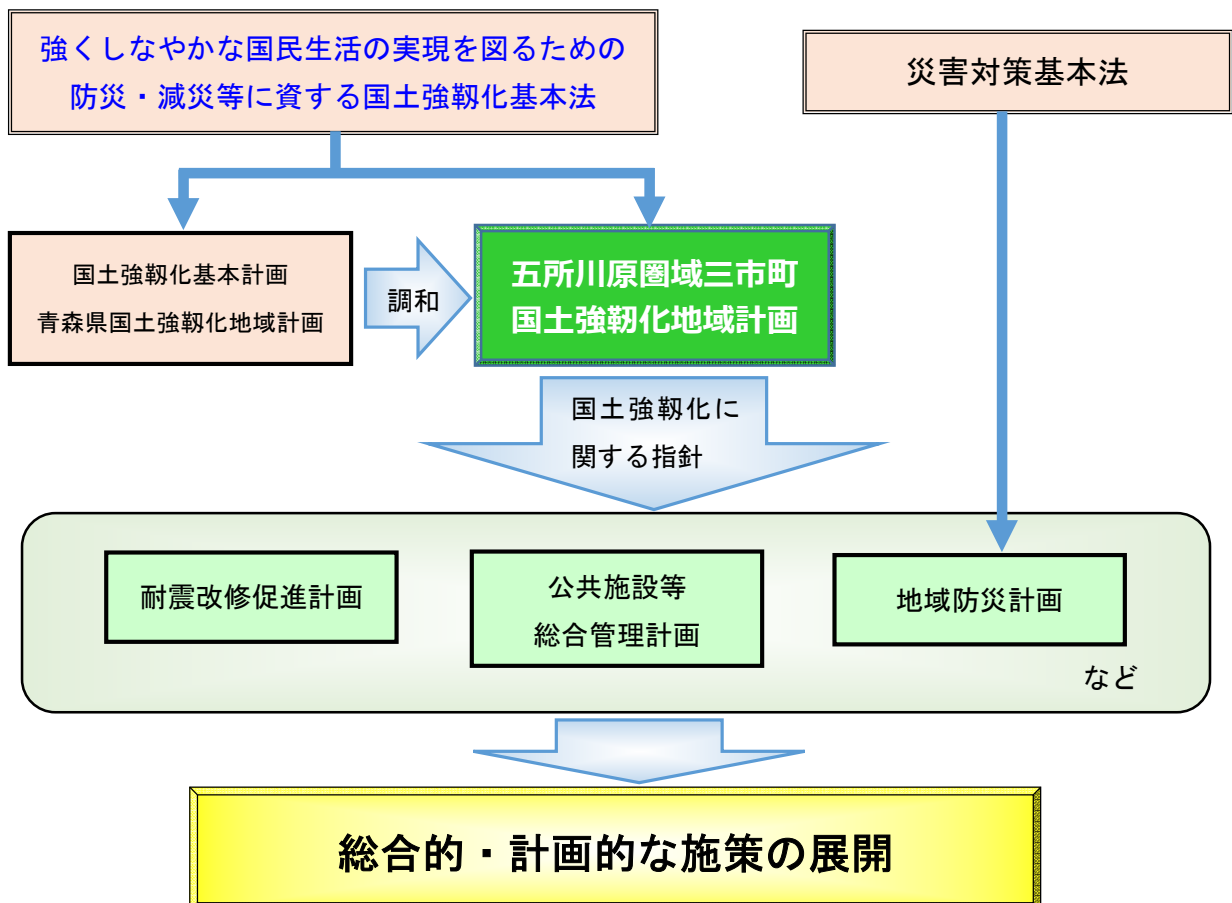 強くしなやかな国民生活の実現を図るための
防災・減災等に資する国土強靱化基本法
災害対策基本法
国土強靱化基本計画
青森県国土強靱化地域計画
調和
五所川原圏域三市町
国土強靱化地域計画
国土強靱化に
関する指針
耐震改修促進計画
公共施設等
総合管理計画
地域防災計画
など
総合的・計画的な施策の展開